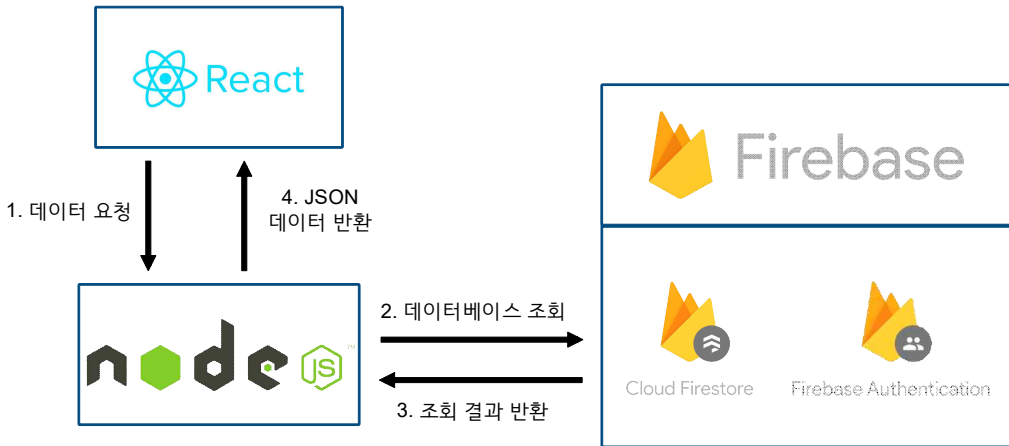 React
Firebase
1. 데이터 요청
4. JSON
데이터 반환
node
JS
TM
2. 데이터베이스 조회
3. 조회 결과 반환
Cloud Firestore
Firebase Authentication